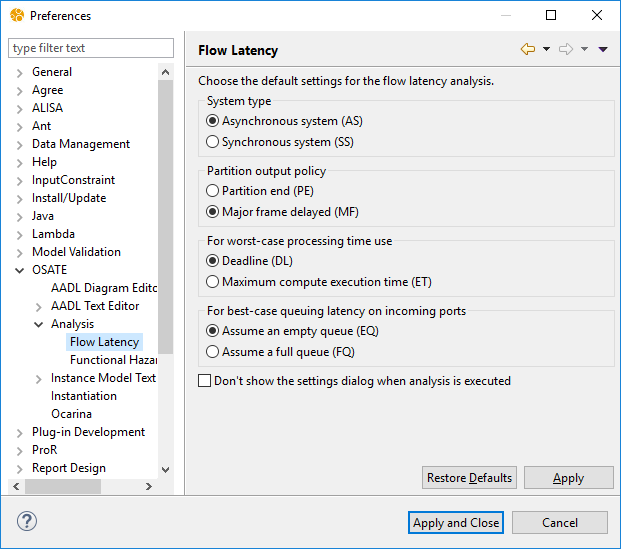 Preferences
type filter text
General
Agree
ALISA
Ant
Data Management
Help
InputConstraint
Install/Update
Java
Lambda
Model Validation
OSATE
AADL Diagram Edito
AADL Text Editor
Analysis
Flow Latency
Functional Hazar
Instance Model Text
Instantiation
Ocarina
Plug-in Development
ProR
Report Design
Flow Latency
Choose the default settings for the flow latency analysis.
System type
Asynchronous system (AS)
Synchronous system (SS)
Partition output policy
Partition end (PE)
Major frame delayed (MF)
For worst-case processing time use
Deadline (DL)
Maximum compute execution time (ET)
For best-case queuing latency on incoming ports
Assume an empty queue (EQ)
Assume a full queue (FQ)
Don't show the settings dialog when analysis is executed
Restore Defaults
Apply
Apply and Close
Cancel